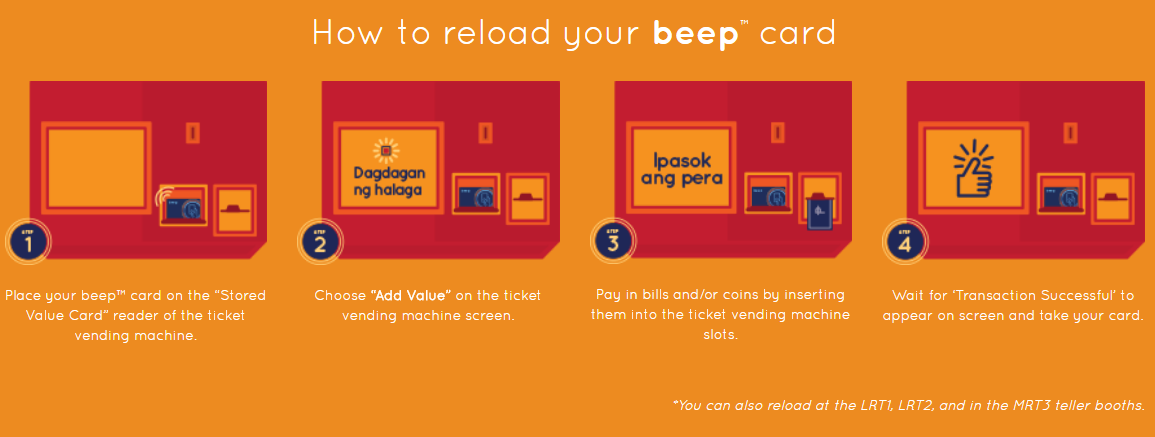 How to reload your beep™ card
Dagdagan
ng halaga
Ipasok
ang pera
STEP
1
STEP
2
STEP
3
STEP
4
Place your beep™ card on the “Stored
Value Card” reader of the ticket
vending machine.
Choose “Add Value” on the ticket
vending machine screen.
Pay in bills and/or coins by inserting
them into the ticket vending machine
slots.
Wait for ‘Transaction Successful’ to
appear on screen and take your card.
*You can also reload at the LRT1, LRT2, and in the MRT3 teller booths.